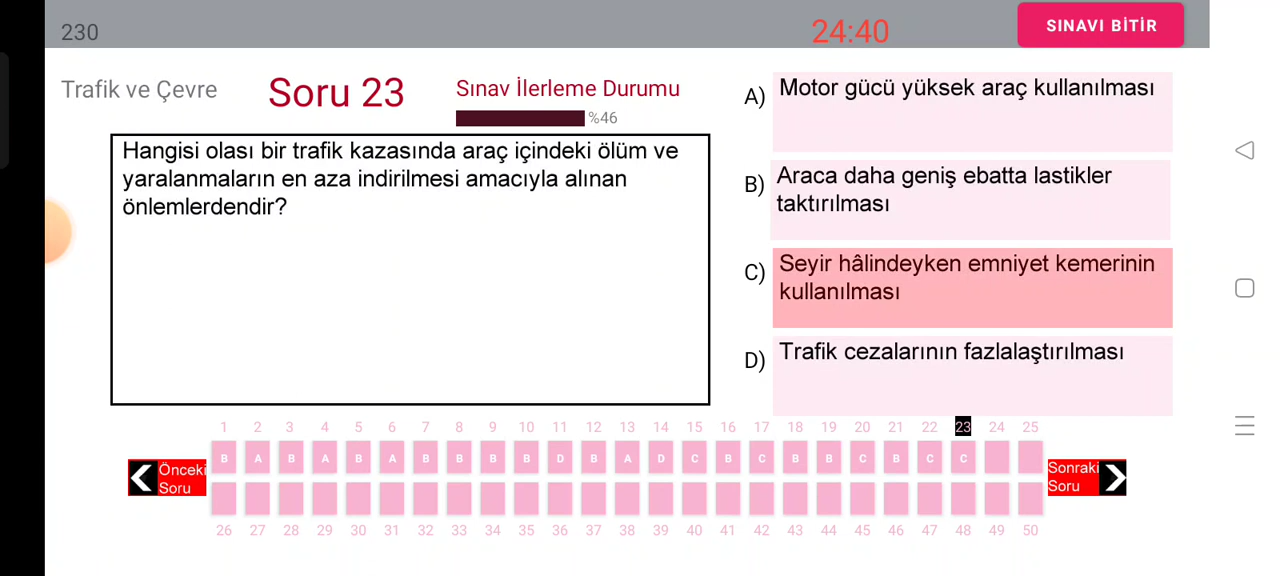 230
24:40
SINAVI BİTİR
Trafik ve Çevre
Soru 23
Sınav İlerleme Durumu
%46
Hangisi olası bir trafik kazasında araç içindeki ölüm ve
yaralanmaların en aza indirilmesi amacıyla alınan
önlemlerdendir?
A) Motor gücü yüksek araç kullanılması
B) Araca daha geniş ebatta lastikler
taktırılması
C) Seyir hâlindeyken emniyet kemerinin
kullanılması
D) Trafik cezalarının fazlalaştırılması
1 2 3 4 5 6 7 8 9 10 11 12 13 14 15 16 17 18 19 20 21 22 23 24 25
B A B A B A B B B B D B A D C B C B B C B C C
Önceki
Soru
Sonraki
Soru
26 27 28 29 30 31 32 33 34 35 36 37 38 39 40 41 42 43 44 45 46 47 48 49 50